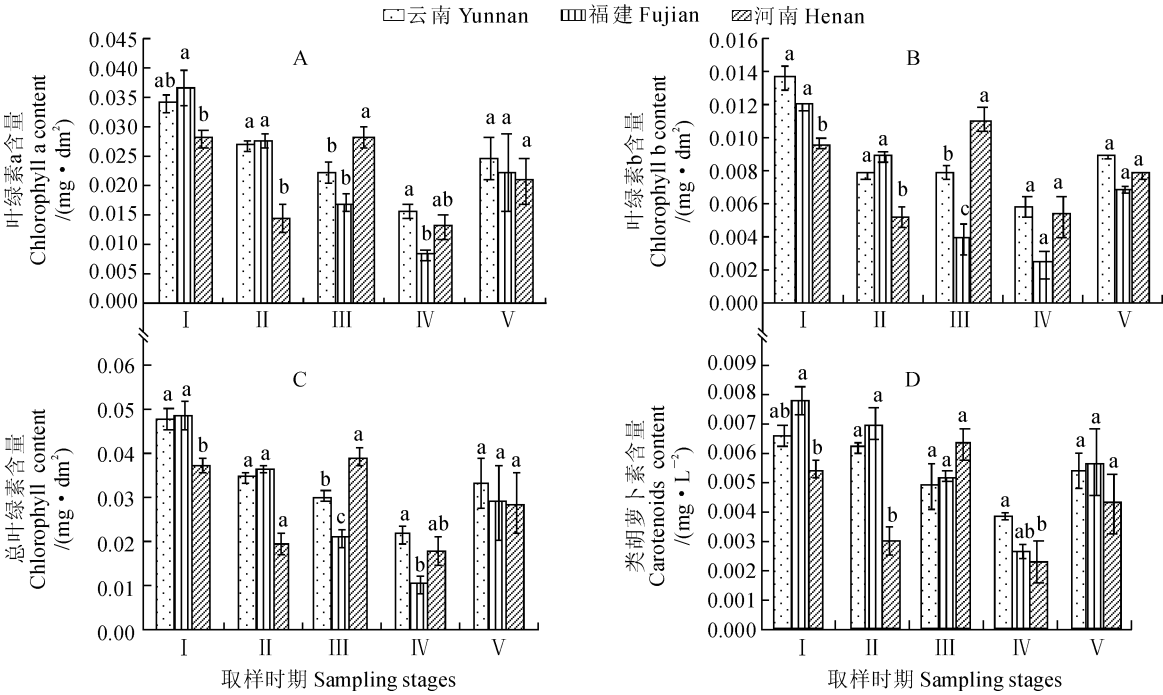 云南 Yunnan 福建 Fujian 河南 Henan
A
叶绿素a含量
Chlorophyll a content
/(mg·dm²)
0.045
0.040
0.035
0.030
0.025
0.020
0.015
0.010
0.005
0.000
ab a b
a a b
b b a
a b ab
a a a
I II III IV V
B
叶绿素b含量
Chlorophyll b content
/(mg·dm²)
0.016
0.014
0.012
0.010
0.008
0.006
0.004
0.002
0.000
a a b
a a b
b c a
a a a
a a a
I II III IV V
C
总叶绿素含量
Chlorophyll content
/(mg·dm²)
0.06
0.05
0.04
0.03
0.02
0.01
0.00
a a b
a a a
b c a
a b ab
a a a
I II III IV V
取样时期 Sampling stages
D
类胡萝卜素含量
Carotenoids content
/(mg·L⁻²)
0.009
0.008
0.007
0.006
0.005
0.004
0.003
0.002
0.001
0.000
ab a b
a a b
a a a
a ab b
a a a
I II III IV V
取样时期 Sampling stages